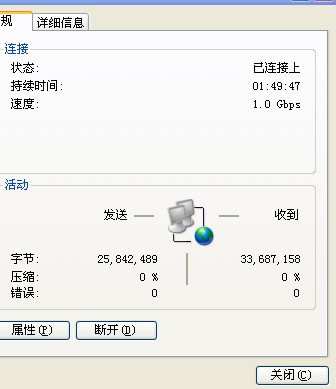 规 详细信息
连接
状态: 已连接上
持续时间: 01:49:47
速度: 1.0 Gbps
活动
发送 收到
字节: 25,842,489 33,687,158
压缩: 0 % 0 %
错误: 0 0
属性(P) 断开(D)
关闭(C)